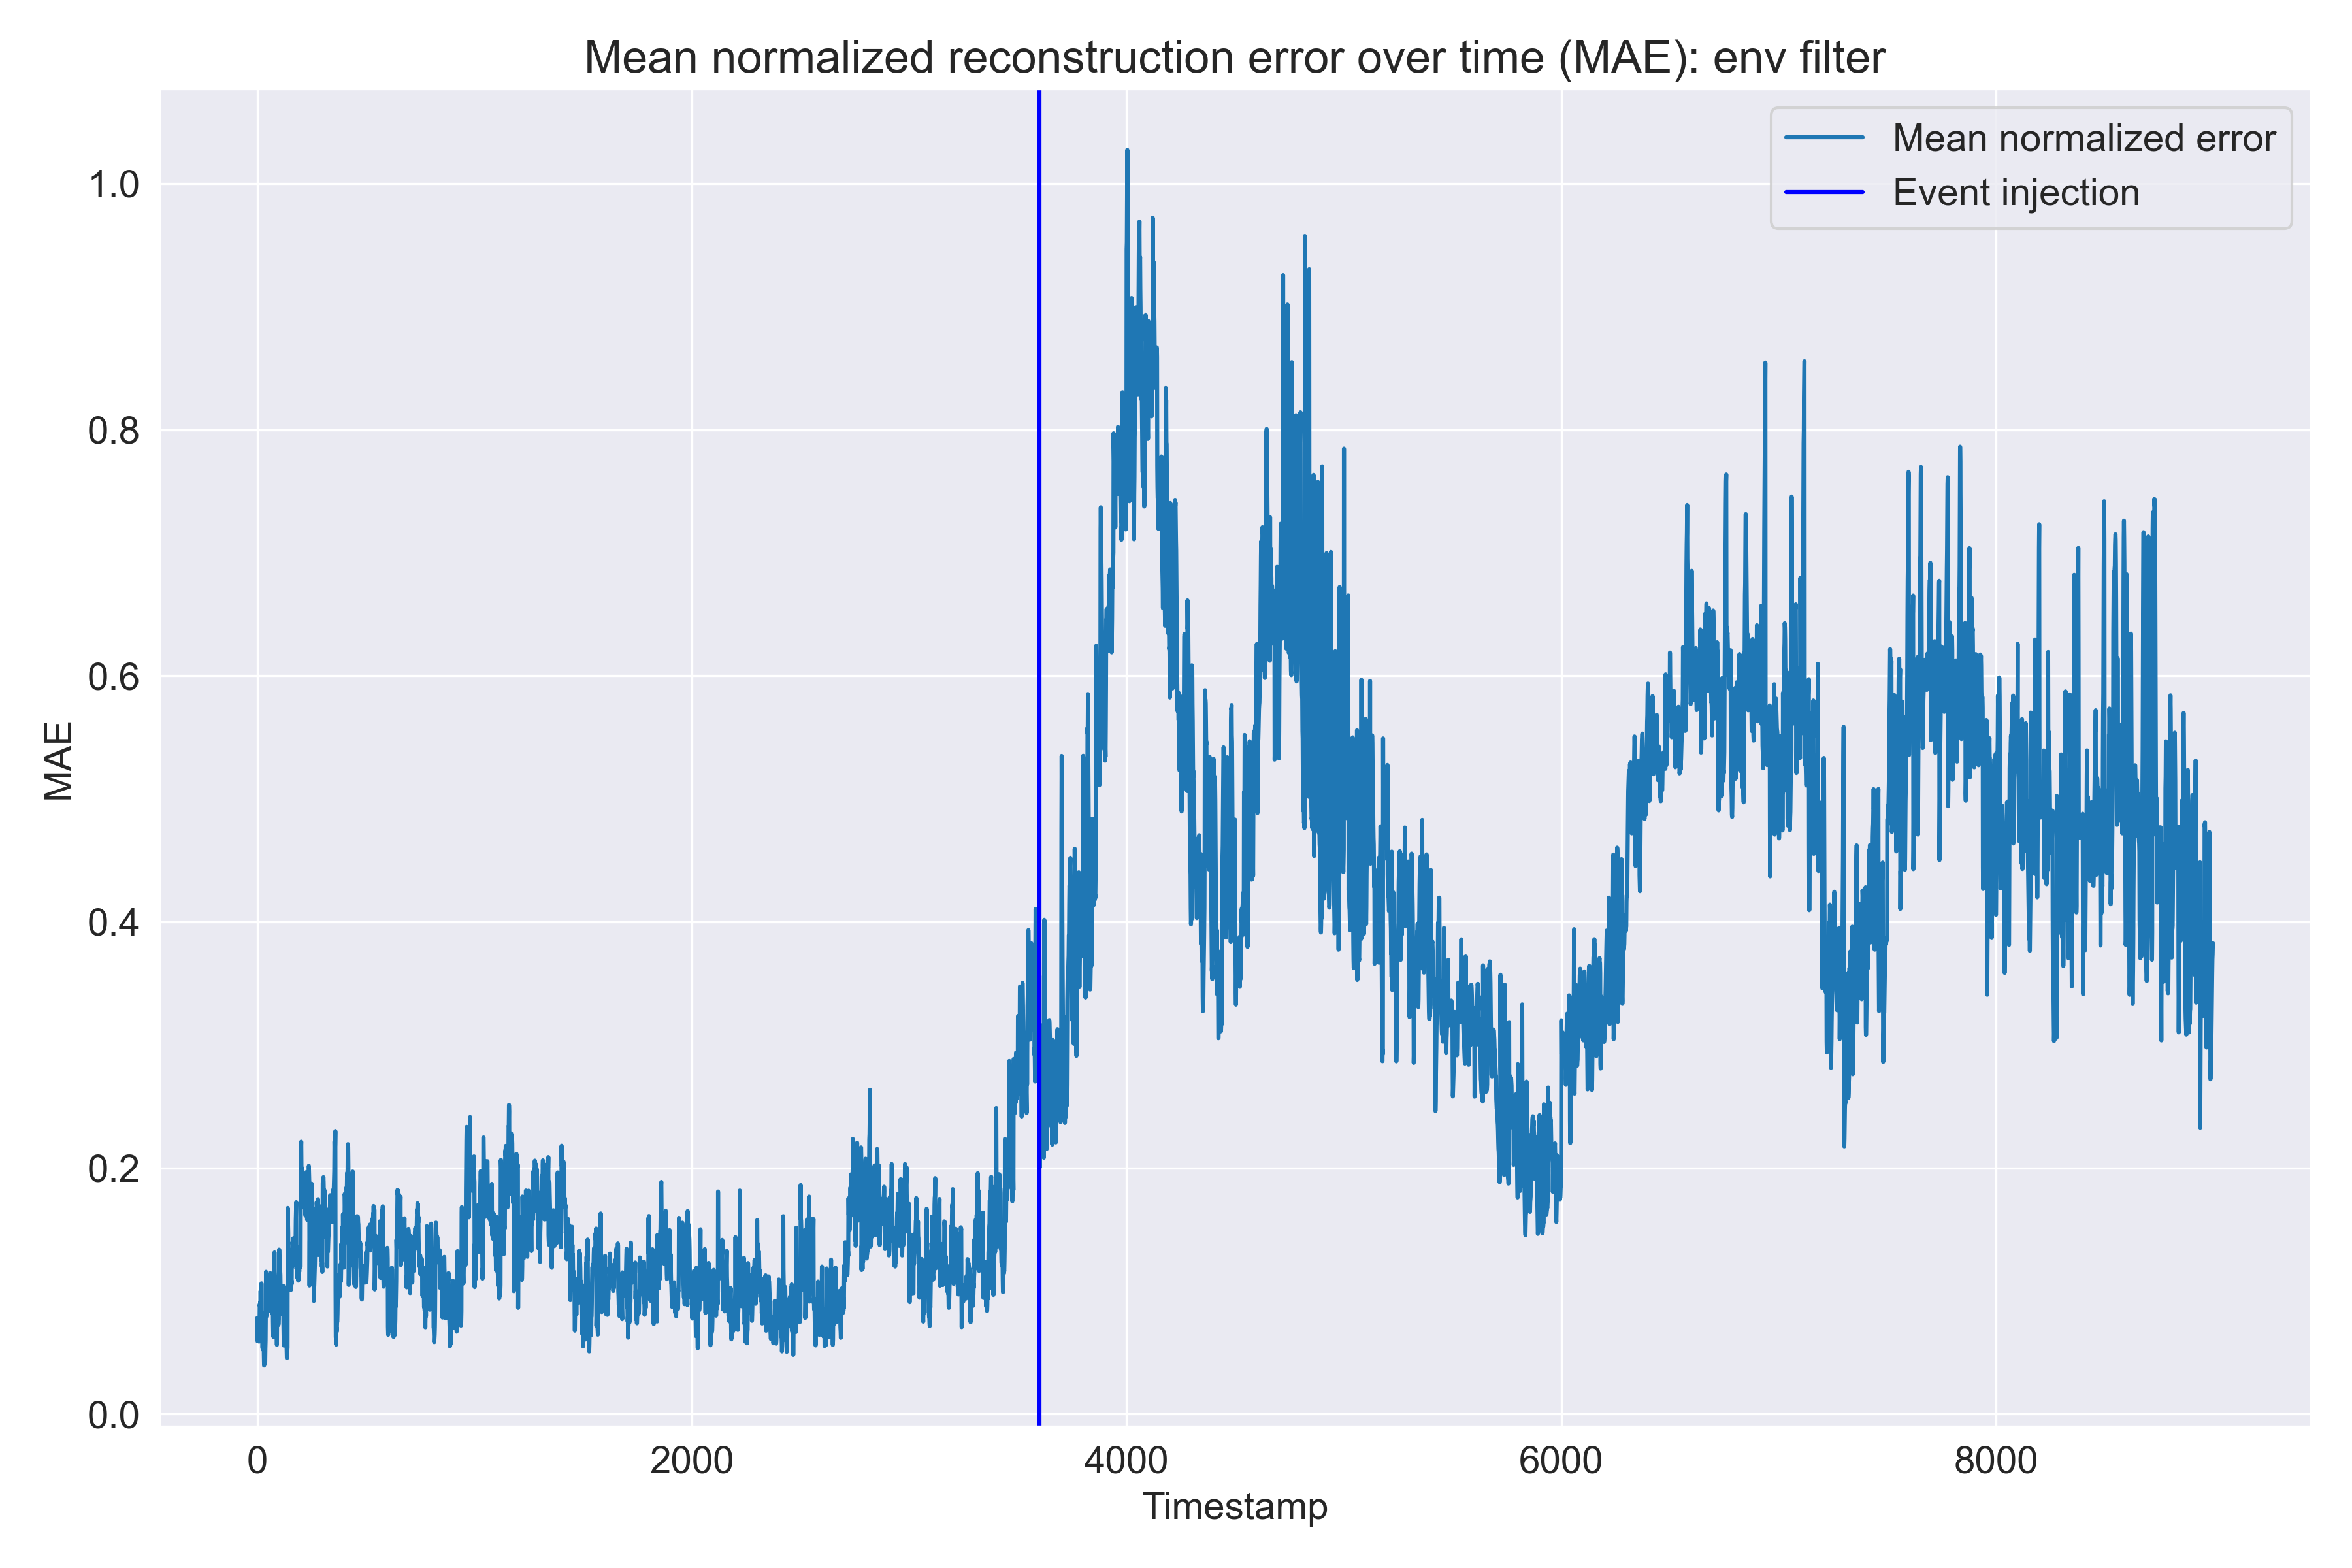 Mean normalized reconstruction error over time (MAE): env filter
Mean normalized error
Event injection
1.0
0.8
0.6
0.4
0.2
0.0
MAE
0 2000 4000 6000 8000
Timestamp